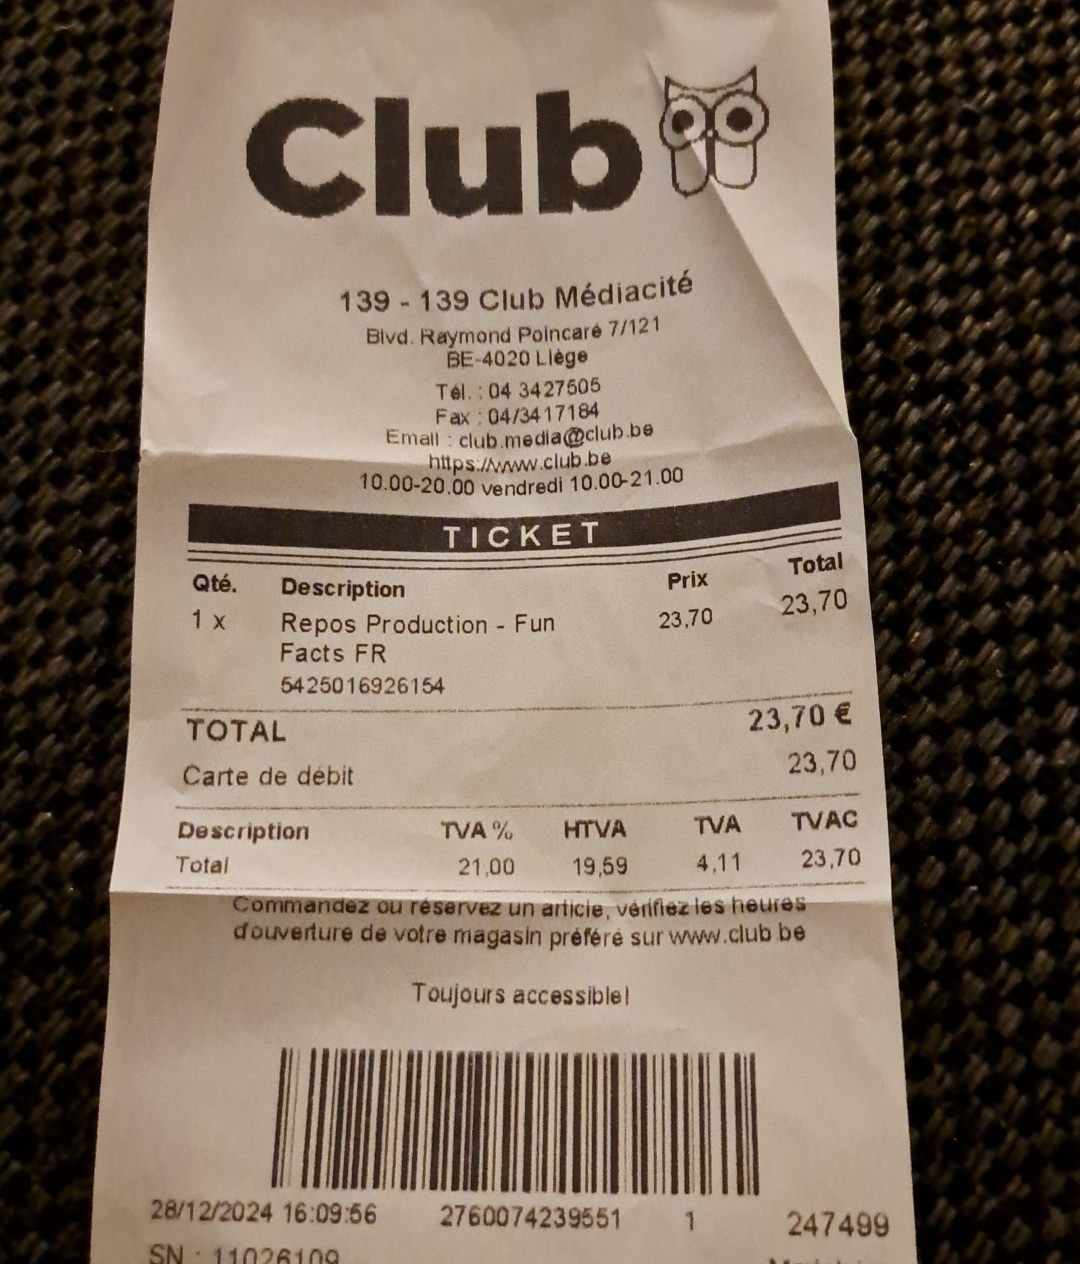 Club
139 - 139 Club Médiacité
Blvd. Raymond Poincaré 7/121
BE-4020 Liège
Tél. : 04 3427505
Fax : 04/3417184
Email : club.media@club.be
https://www.club.be
10.00-20.00 vendredi 10.00-21.00
TICKET
Qté. Description Prix Total
1 x Repos Production - Fun 23,70 23,70
Facts FR
5425016926154
TOTAL 23,70 €
Carte de débit 23,70
Description TVA % HTVA TVA TVAC
Total 21,00 19,59 4,11 23,70
Commandez ou réservez un article, vérifiez les heures
d'ouverture de votre magasin préféré sur www.club.be
Toujours accessible!
28/12/2024 16:09:56 2760074239551 1 247499
SN : 11026109